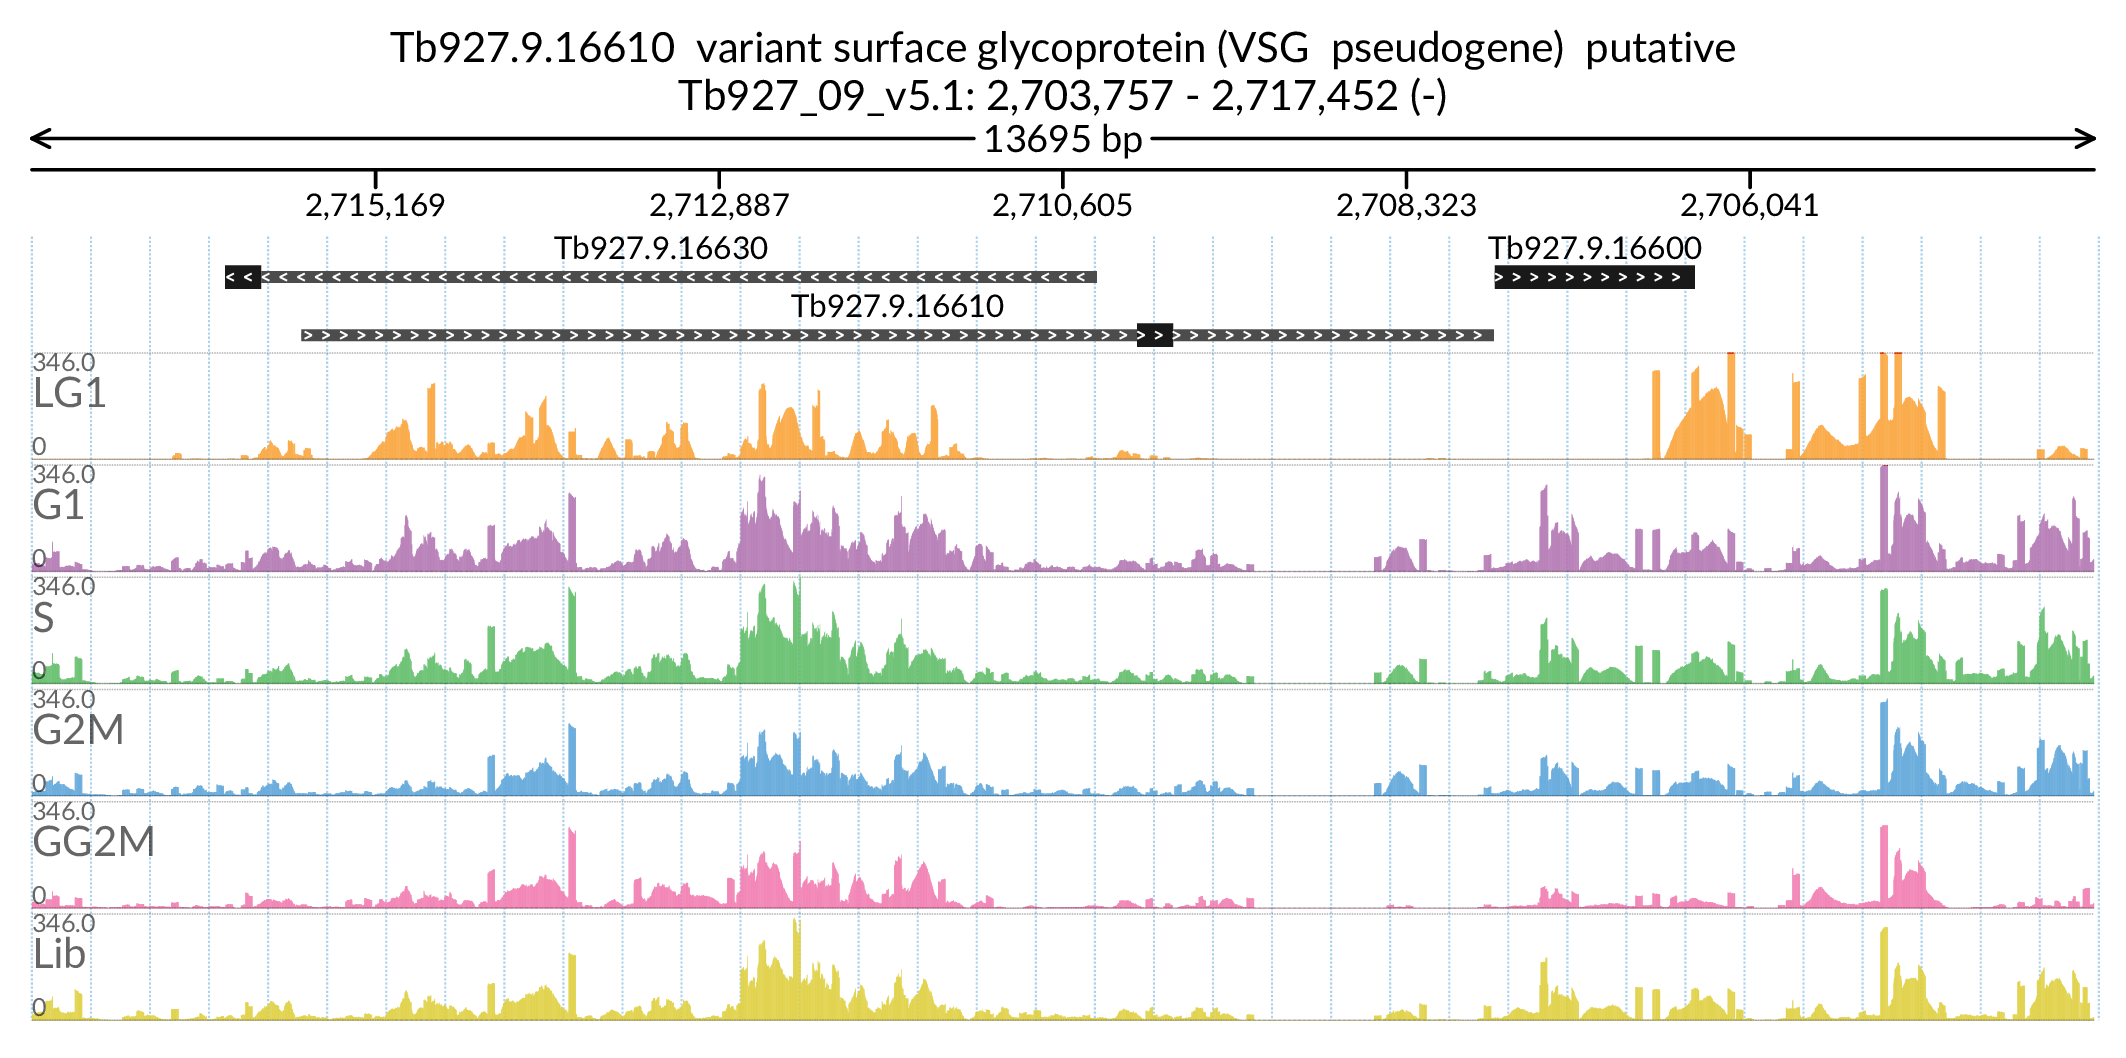 Tb927.9.16610 variant surface glycoprotein (VSG pseudogene) putative
Tb927_09_v5.1: 2,703,757 - 2,717,452 (-)
13695 bp
2,715,169 2,712,887 2,710,605 2,708,323 2,706,041
Tb927.9.16630 Tb927.9.16600
Tb927.9.16610
346.0
LG1
0
346.0
G1
0
346.0
S
0
346.0
G2M
0
346.0
GG2M
0
346.0
Lib
0